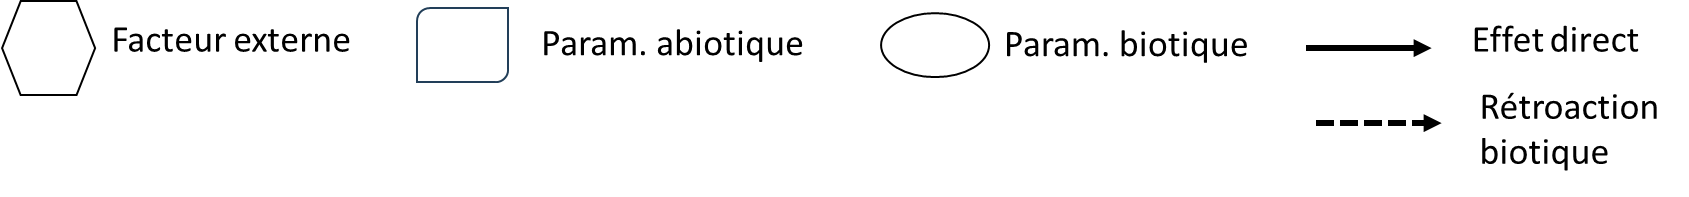 Facteur externe
Param. abiotique
Param. biotique
Effet direct
Rétroaction
biotique